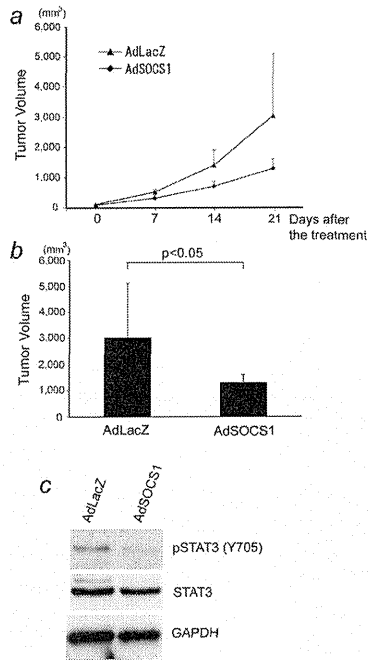 a
(mm³)
6,000
5,000
4,000
3,000
2,000
1,000
0
Tumor Volume
AdLacZ
AdSOCS1
0 7 14 21
Days after
the treatment
b
(mm³)
6,000
5,000
4,000
3,000
2,000
1,000
0
Tumor Volume
p<0.05
AdLacZ AdSOCS1
c
AdLacZ AdSOCS1
pSTAT3 (Y705)
STAT3
GAPDH